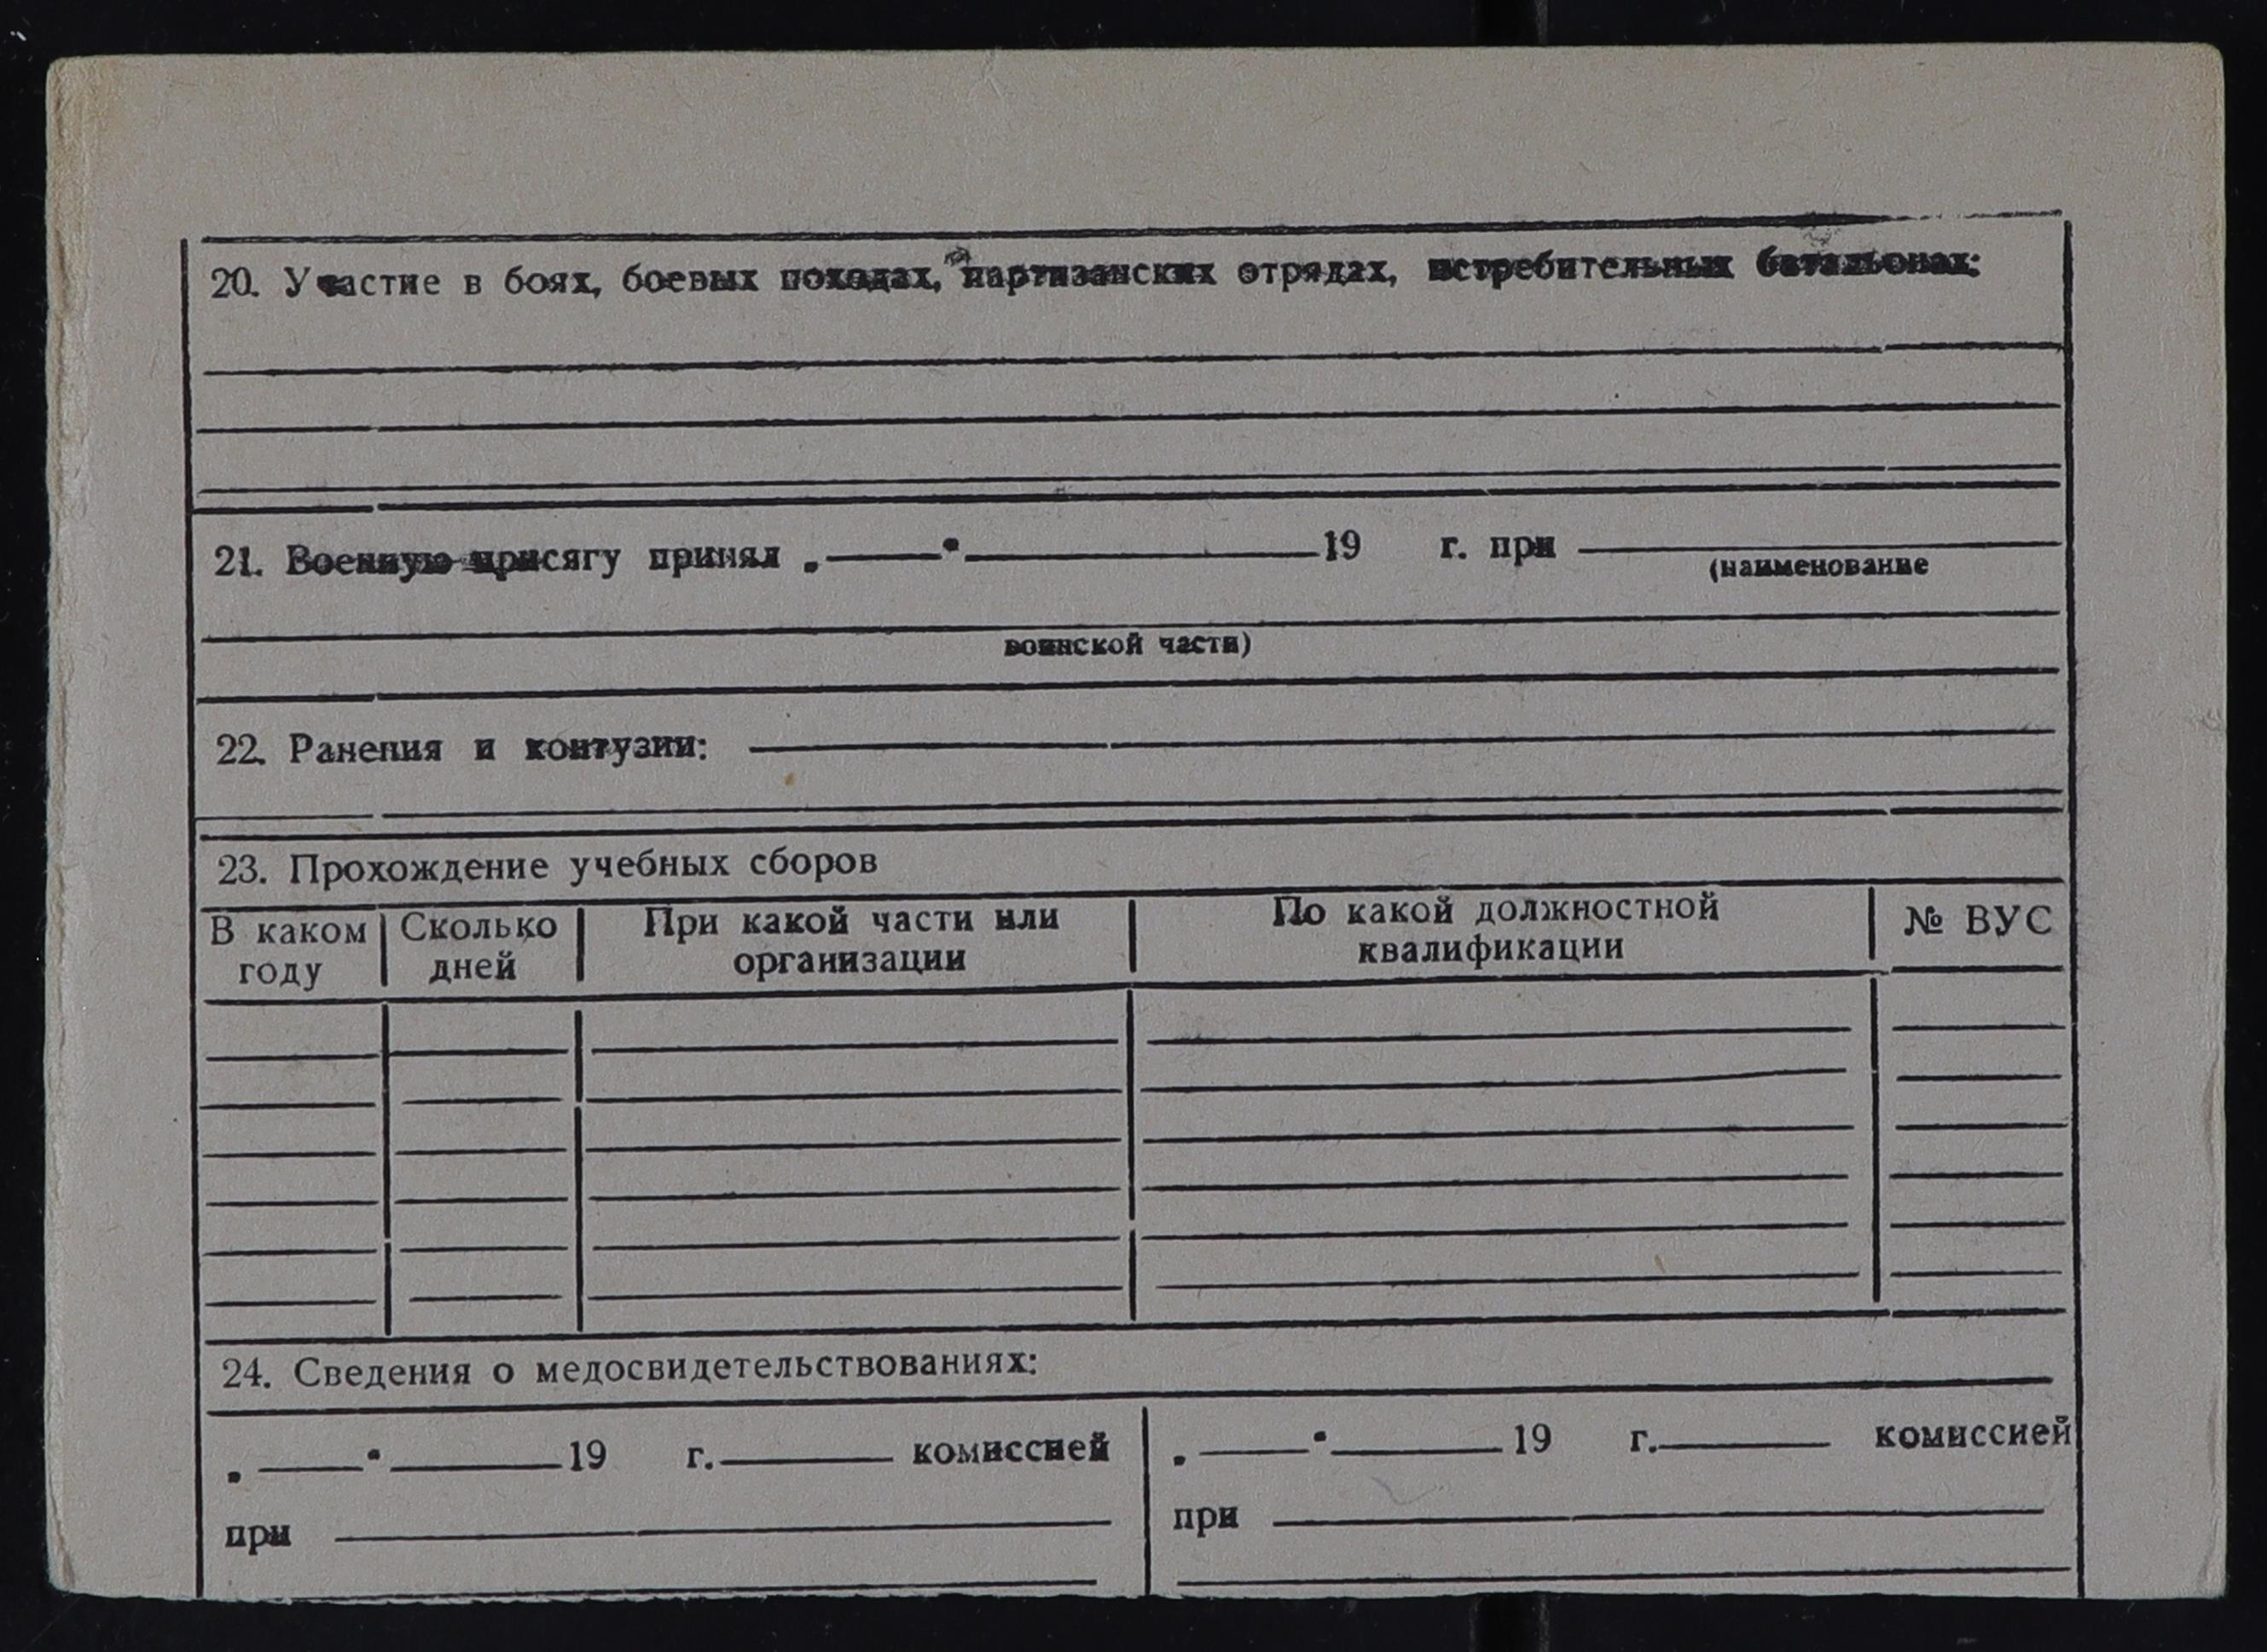 20. Участие в боях, боевых походах, партизанских отрядах, истребительных батальонах:
21. Военную присягу принял „ “ 19 г. при
(наименование
воинской части)
22. Ранения и контузии:
23. Прохождение учебных сборов
В каком году Сколько дней При какой части или организации По какой должностной квалификации № ВУС
24. Сведения о медосвидетельствованиях:
„ “ 19 г. комиссией „ “ 19 г. комиссией
при при